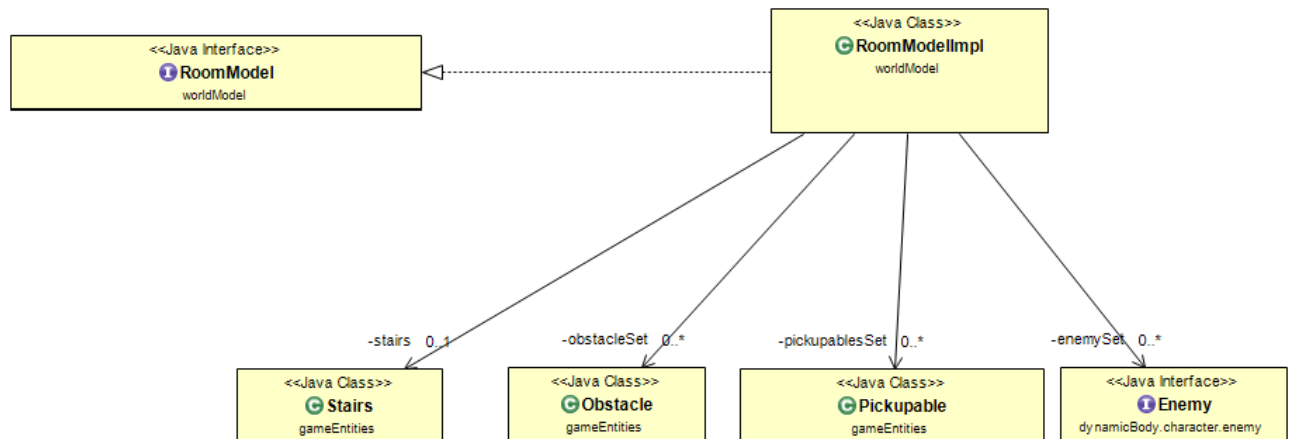 <<Java Class>>
RoomModelImpl
worldModel
<<Java Interface>>
RoomModel
worldModel
-stairs 0..1
-obstacleSet 0..*
-pickupablesSet 0..*
-enemySet 0..*
<<Java Class>>
Stairs
gameEntities
<<Java Class>>
Obstacle
gameEntities
<<Java Class>>
Pickupable
gameEntities
<<Java Interface>>
Enemy
dynamicBody.character.enemy